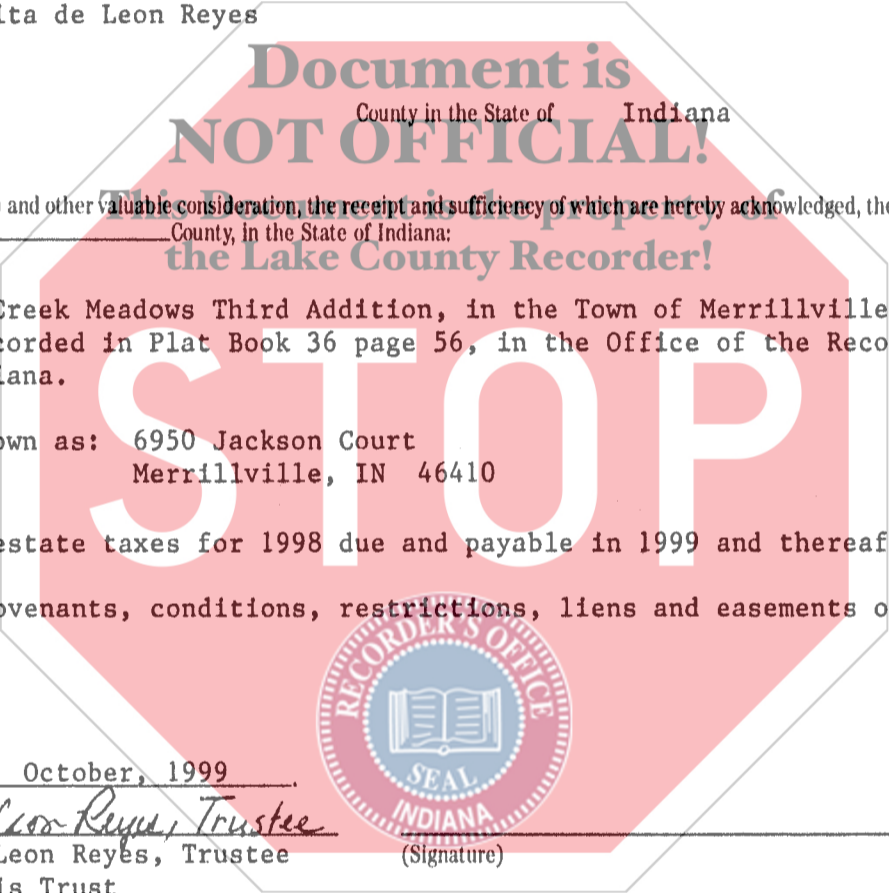 lta de Leon Reyes
Document is
County in the State of Indiana
NOT OFFICIAL!
and other valuable consideration, the receipt and sufficiency of which are hereby acknowledged, the
This Document is the property of
County, in the State of Indiana:
the Lake County Recorder!
Creek Meadows Third Addition, in the Town of Merrillville
corded in Plat Book 36 page 56, in the Office of the Reco
iana.
STOP
own as: 6950 Jackson Court
Merrillville, IN 46410
estate taxes for 1998 due and payable in 1999 and thereaf
ovenants, conditions, restrictions, liens and easements o
RECORDER'S OFFICE
SEAL
INDIANA
October, 1999
Leon Reyes, Trustee
Leon Reyes, Trustee (Signature)
is Trust